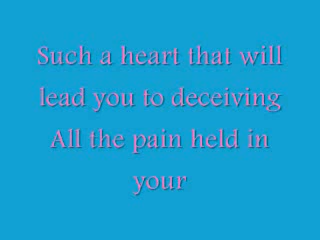 Such a heart that will
lead you to deceiving
All the pain held in
your